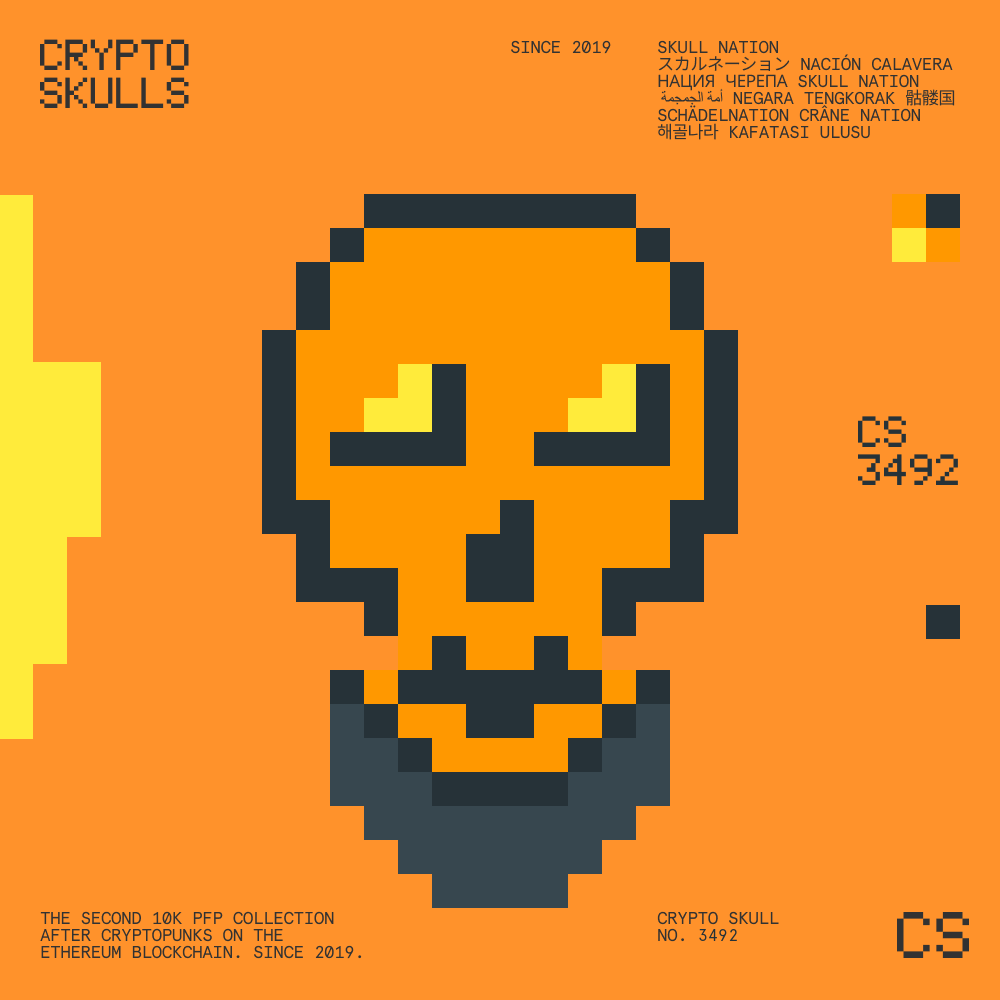 CRYPTO
SKULLS
SINCE 2019
SKULL NATION
スカルネーション NACIÓN CALAVERA
НАЦИЯ ЧЕРЕПА SKULL NATION
أمة الجمجمة NEGARA TENGKORAK 骷髅国
SCHÄDELNATION CRÂNE NATION
해골나라 KAFATASI ULUSU
CS
3492
THE SECOND 10K PFP COLLECTION
AFTER CRYPTOPUNKS ON THE
ETHEREUM BLOCKCHAIN. SINCE 2019.
CRYPTO SKULL
NO. 3492
CS